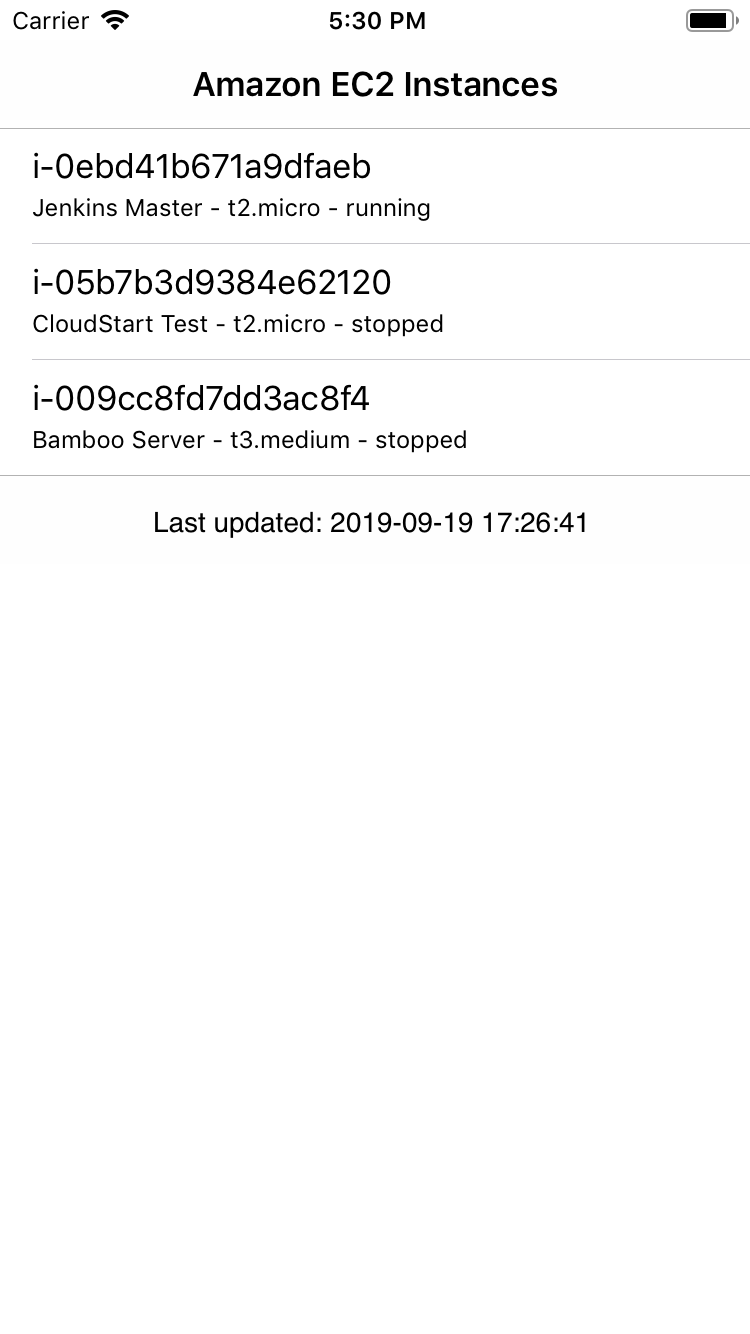 Carrier 5:30 PM
Amazon EC2 Instances
i-0ebd41b671a9dfaeb
Jenkins Master - t2.micro - running
i-05b7b3d9384e62120
CloudStart Test - t2.micro - stopped
i-009cc8fd7dd3ac8f4
Bamboo Server - t3.medium - stopped
Last updated: 2019-09-19 17:26:41